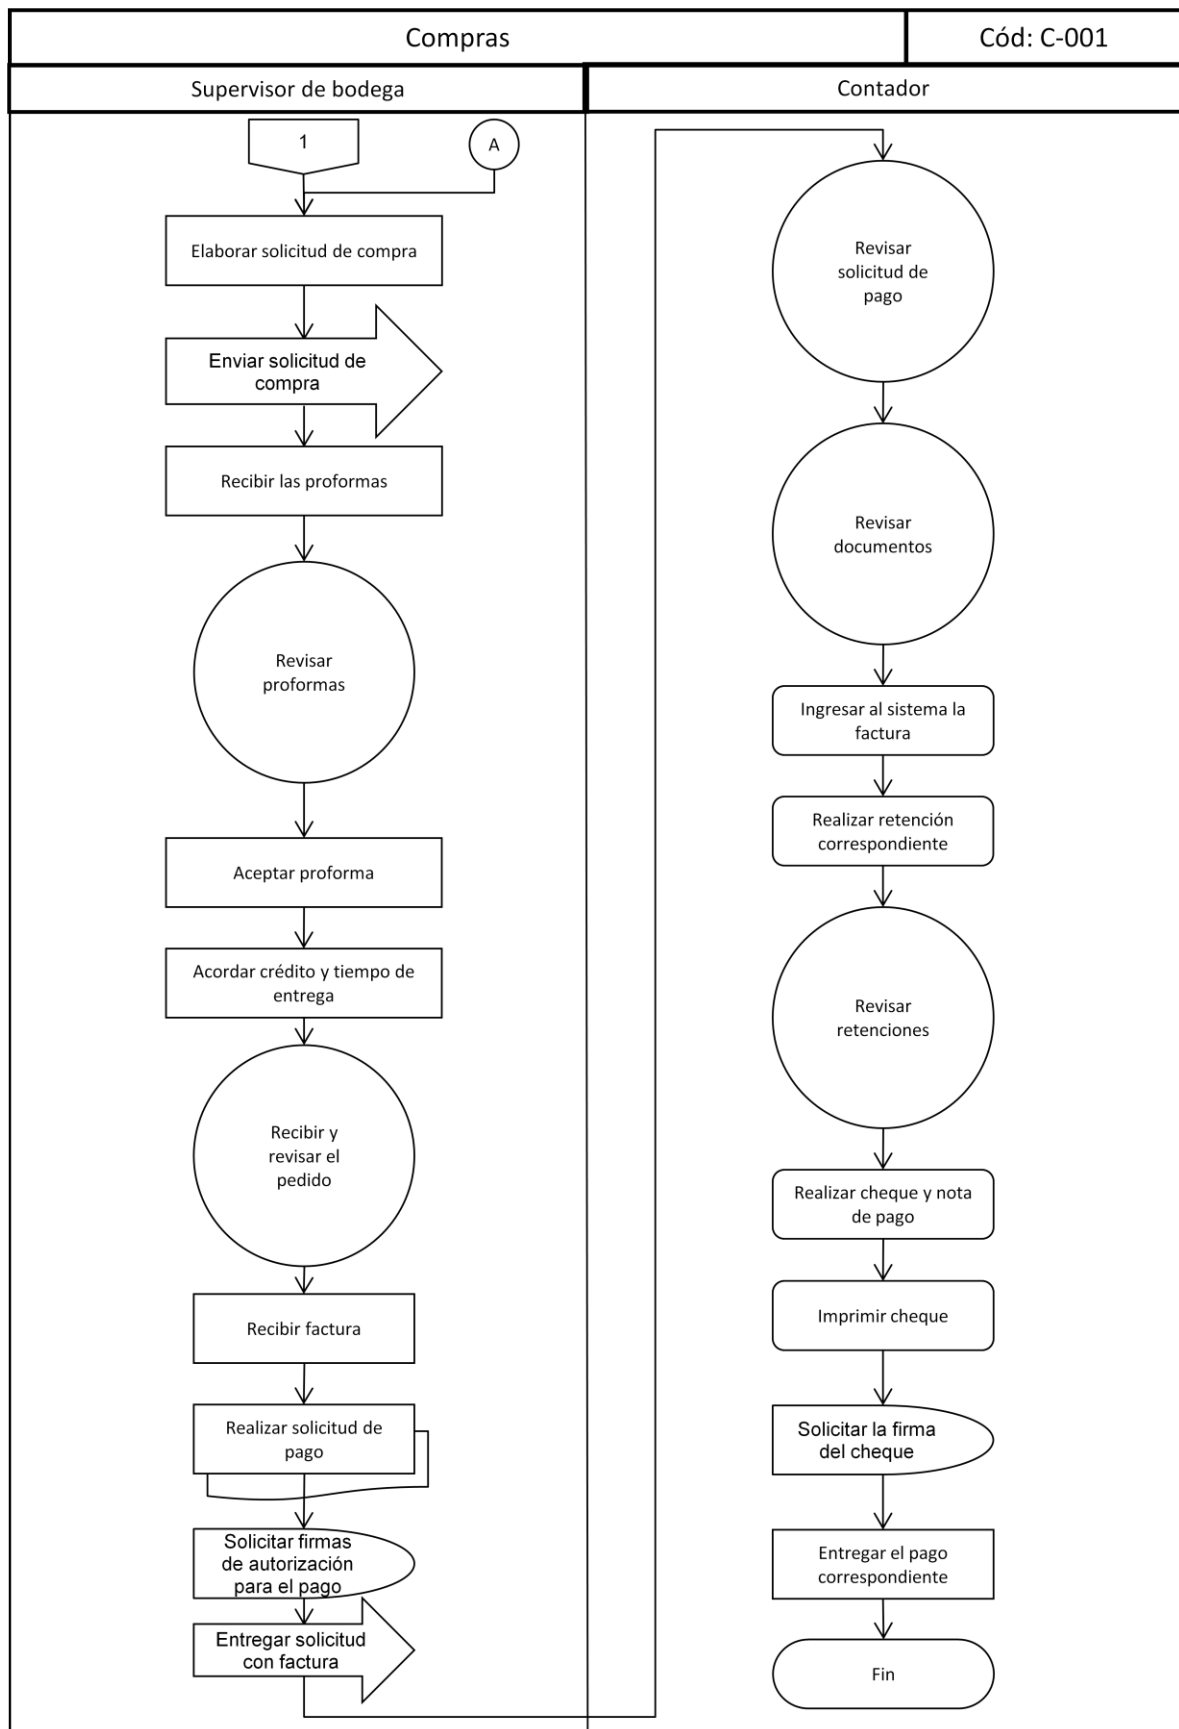 Compras
Cód: C-001
Supervisor de bodega
Contador
1
A
Elaborar solicitud de compra
Enviar solicitud de
compra
Recibir las proformas
Revisar
proformas
Aceptar proforma
Acordar crédito y tiempo de
entrega
Recibir y
revisar el
pedido
Recibir factura
Realizar solicitud de
pago
Solicitar firmas
de autorización
para el pago
Entregar solicitud
con factura
Revisar
solicitud de
pago
Revisar
documentos
Ingresar al sistema la
factura
Realizar retención
correspondiente
Revisar
retenciones
Realizar cheque y nota
de pago
Imprimir cheque
Solicitar la firma
del cheque
Entregar el pago
correspondiente
Fin